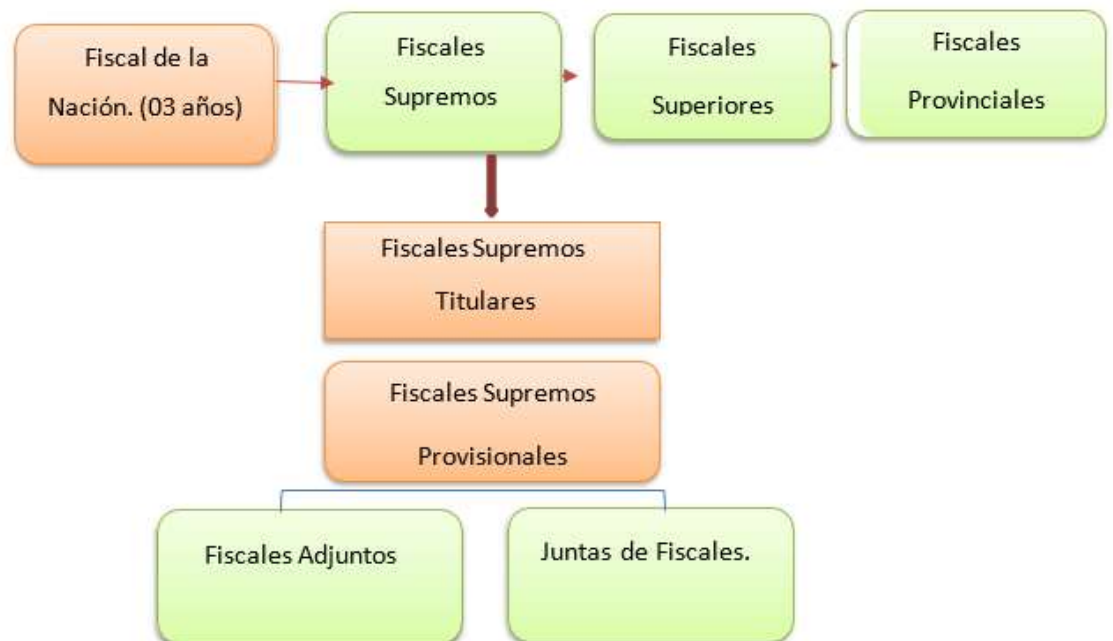 Fiscal de la
Nación. (03 años)
Fiscales
Supremos
Fiscales
Superiores
Fiscales
Provinciales
Fiscales Supremos
Titulares
Fiscales Supremos
Provisionales
Fiscales Adjuntos
Juntas de Fiscales.